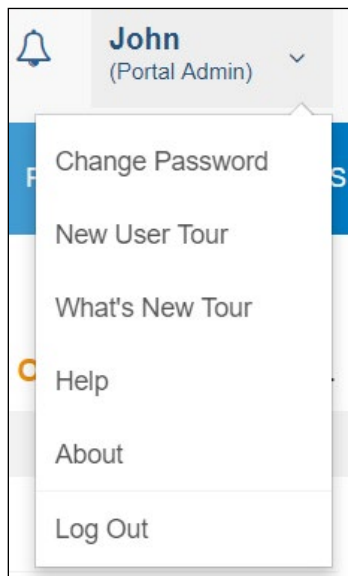 John
(Portal Admin)
Change Password
New User Tour
What's New Tour
Help
About
Log Out